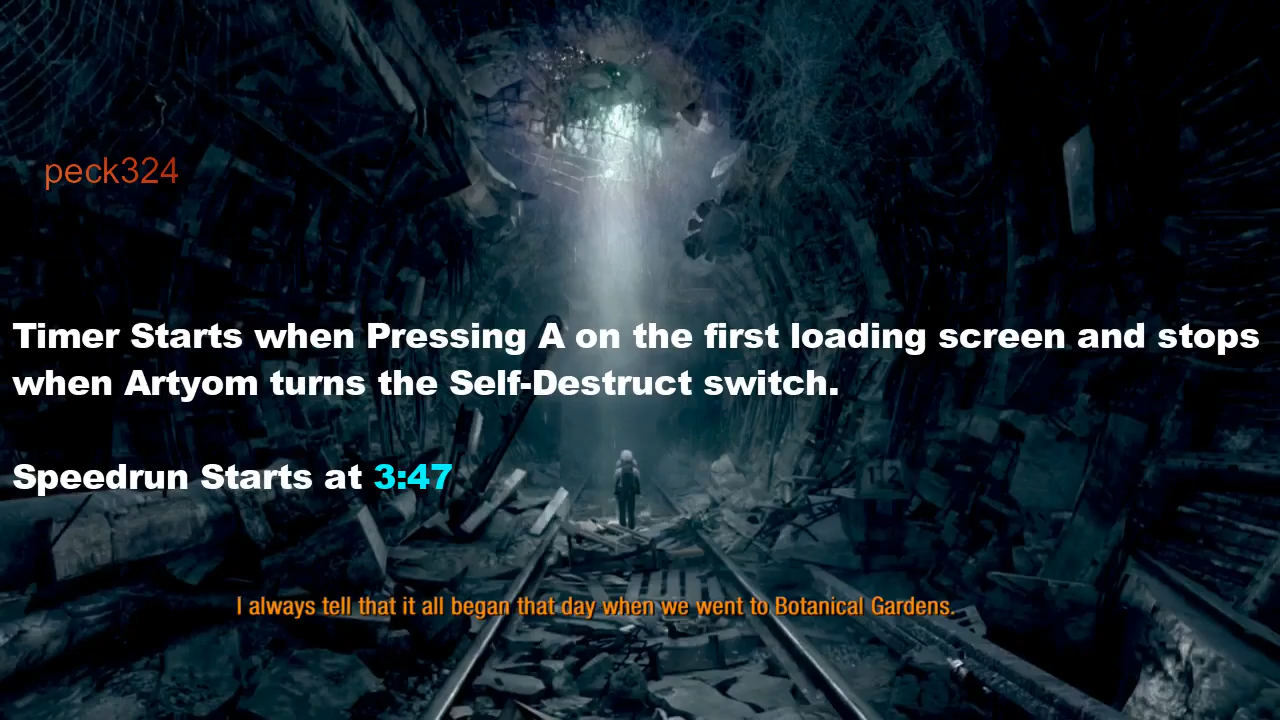 peck324
Timer Starts when Pressing A on the first loading screen and stops
when Artyom turns the Self-Destruct switch.
Speedrun Starts at 3:47
I always tell that it all began that day when we went to Botanical Gardens.